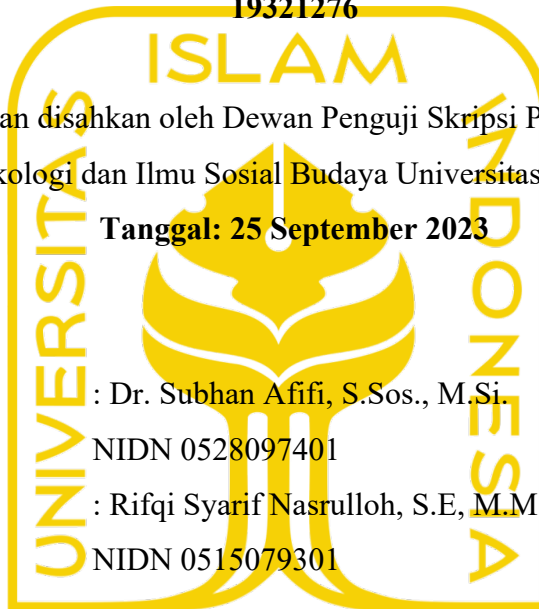 19321276
ISLAM
UNIVERSITAS
INDONESIA
an disahkan oleh Dewan Penguji Skripsi P
kologi dan Ilmu Sosial Budaya Universitas
Tanggal: 25 September 2023
: Dr. Subhan Afifi, S.Sos., M.Si.
NIDN 0528097401
: Rifqi Syarif Nasrulloh, S.E, M.M
NIDN 0515079301